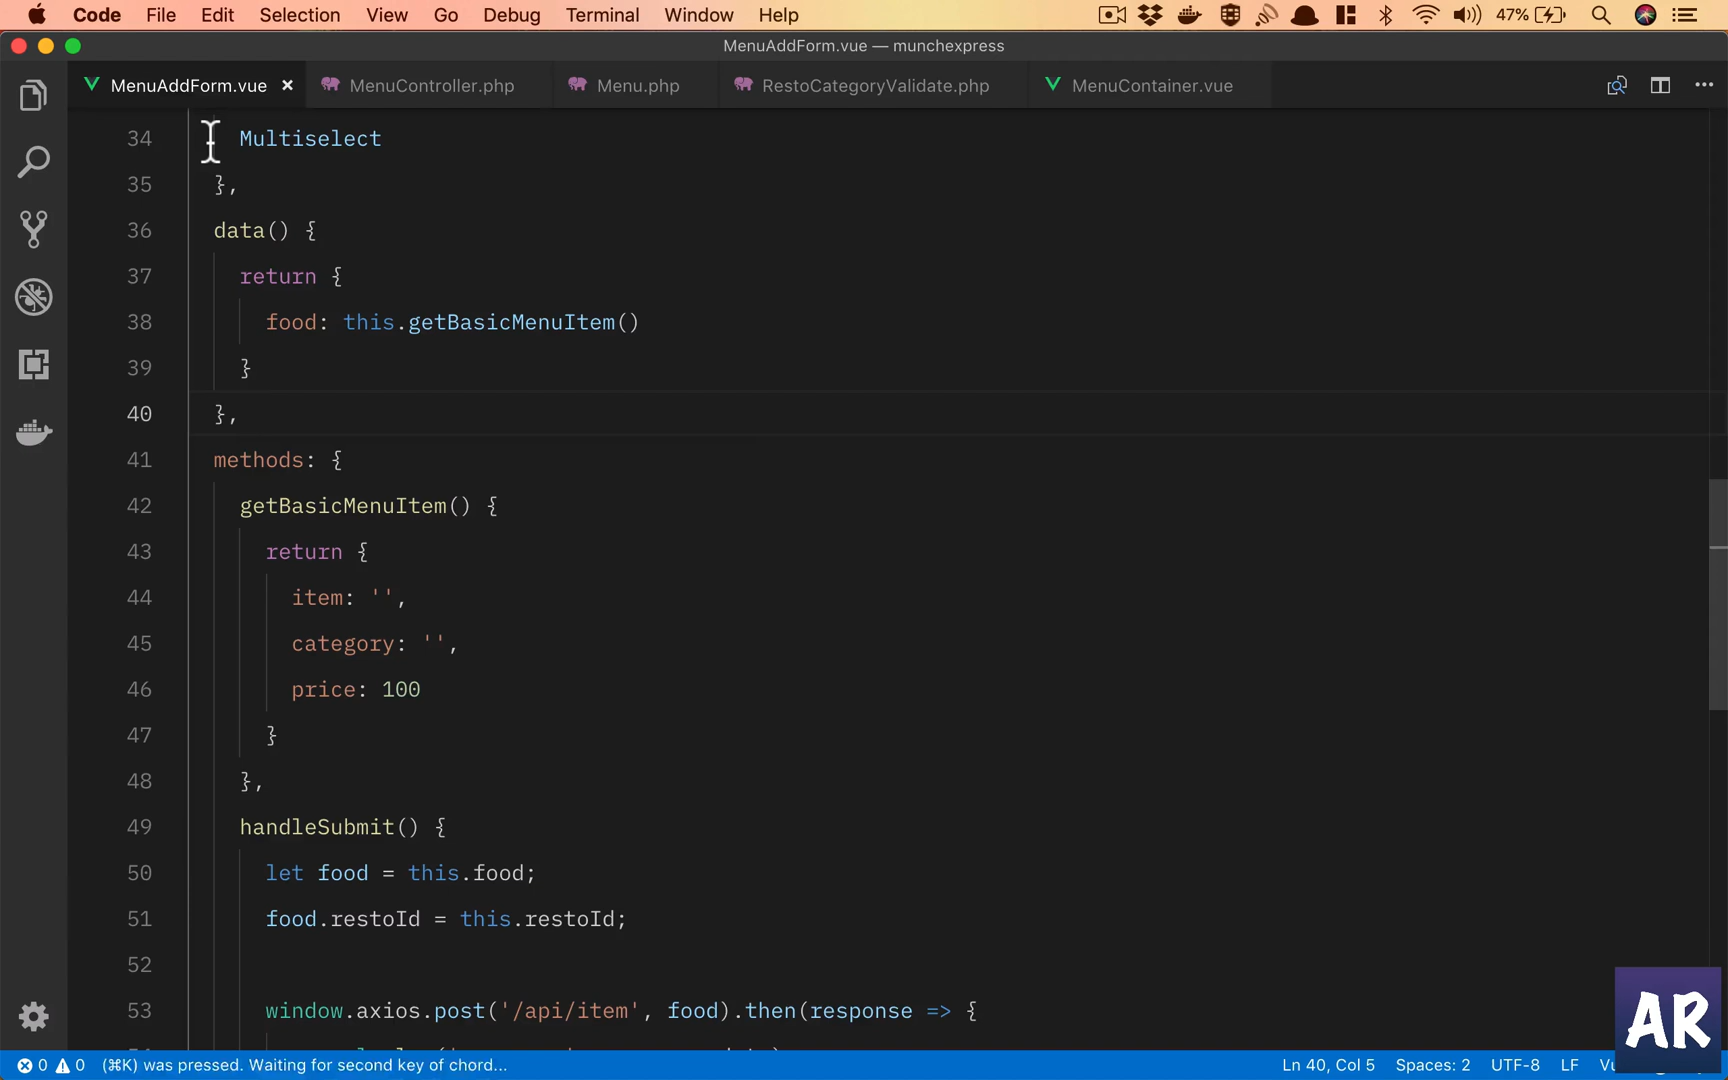 Code File Edit Selection View Go Debug Terminal Window Help 47%
MenuAddForm.vue — munchexpress
MenuAddForm.vue × MenuController.php Menu.php RestoCategoryValidate.php MenuContainer.vue
34 Multiselect
35 },
36 data() {
37 return {
38 food: this.getBasicMenuItem()
39 }
40 },
41 methods: {
42 getBasicMenuItem() {
43 return {
44 item: '',
45 category: '',
46 price: 100
47 }
48 },
49 handleSubmit() {
50 let food = this.food;
51 food.restoId = this.restoId;
52
53 window.axios.post('/api/item', food).then(response => {
AR
0 0 (⌘K) was pressed. Waiting for second key of chord... Ln 40, Col 5 Spaces: 2 UTF-8 LF